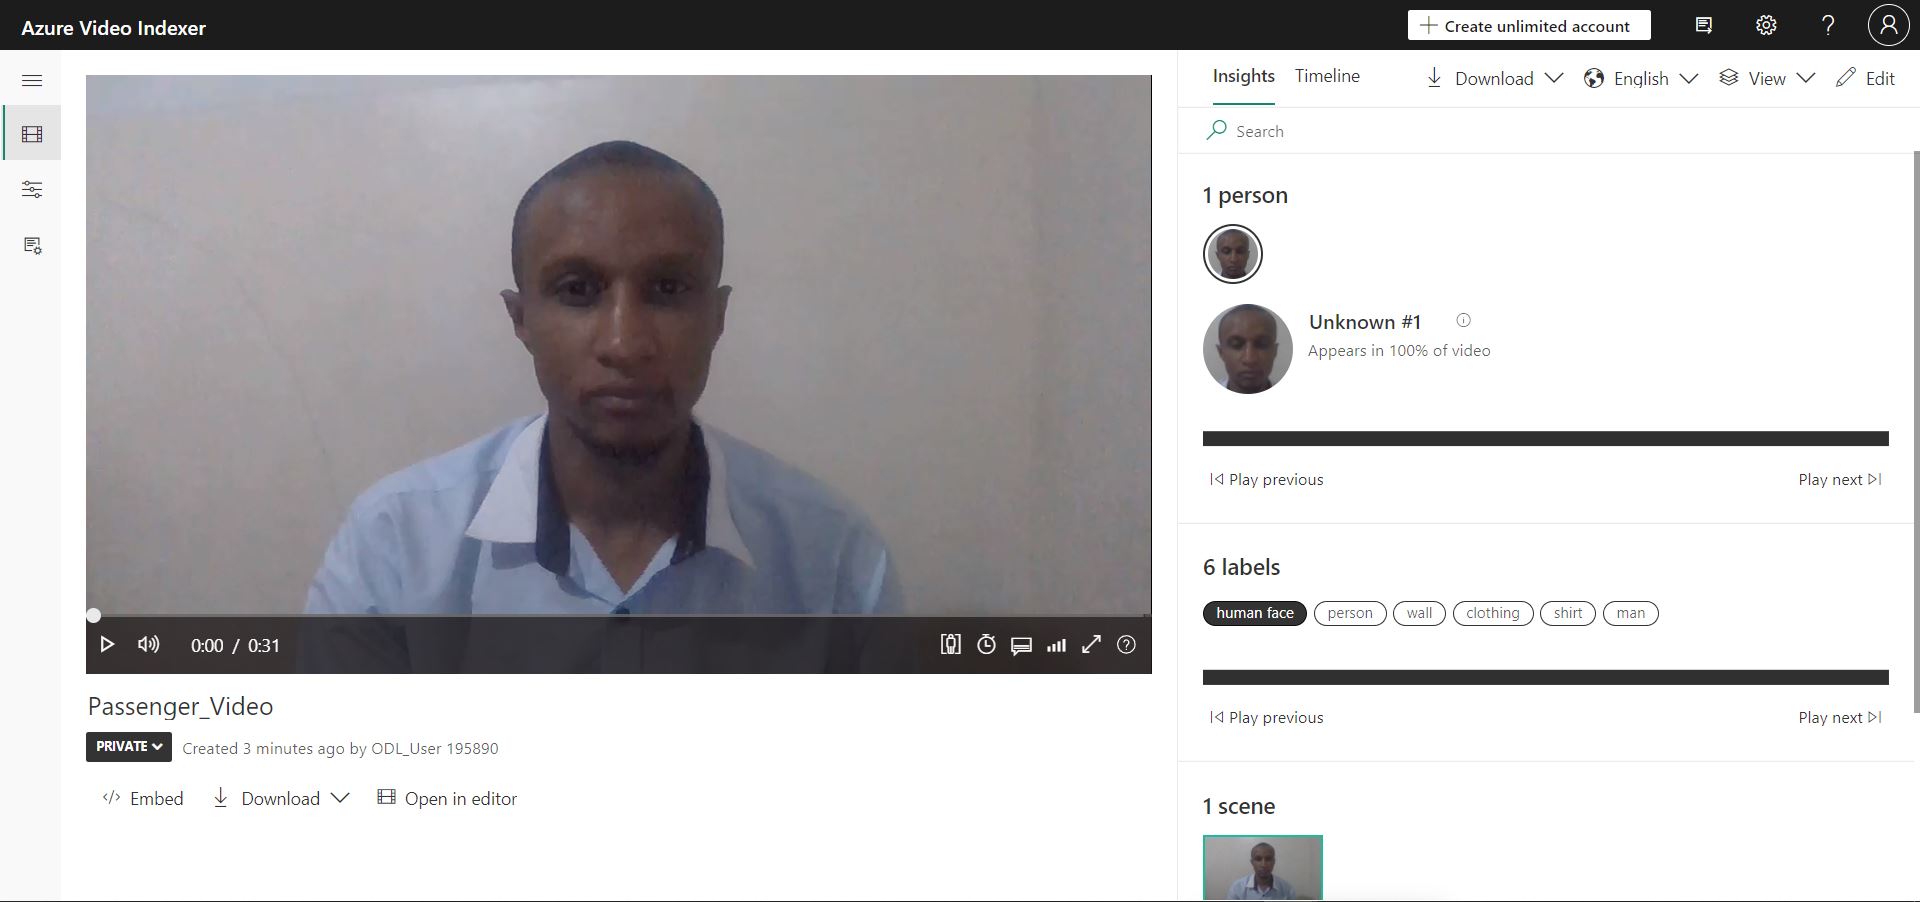 Azure Video Indexer
Create unlimited account
Insights Timeline Download English View Edit
Search
1 person
Unknown #1
Appears in 100% of video
Play previous Play next
6 labels
human face person wall clothing shirt man
Play previous Play next
1 scene
0:00 / 0:31
Passenger_Video
PRIVATE Created 3 minutes ago by ODL_User 195890
</> Embed Download Open in editor